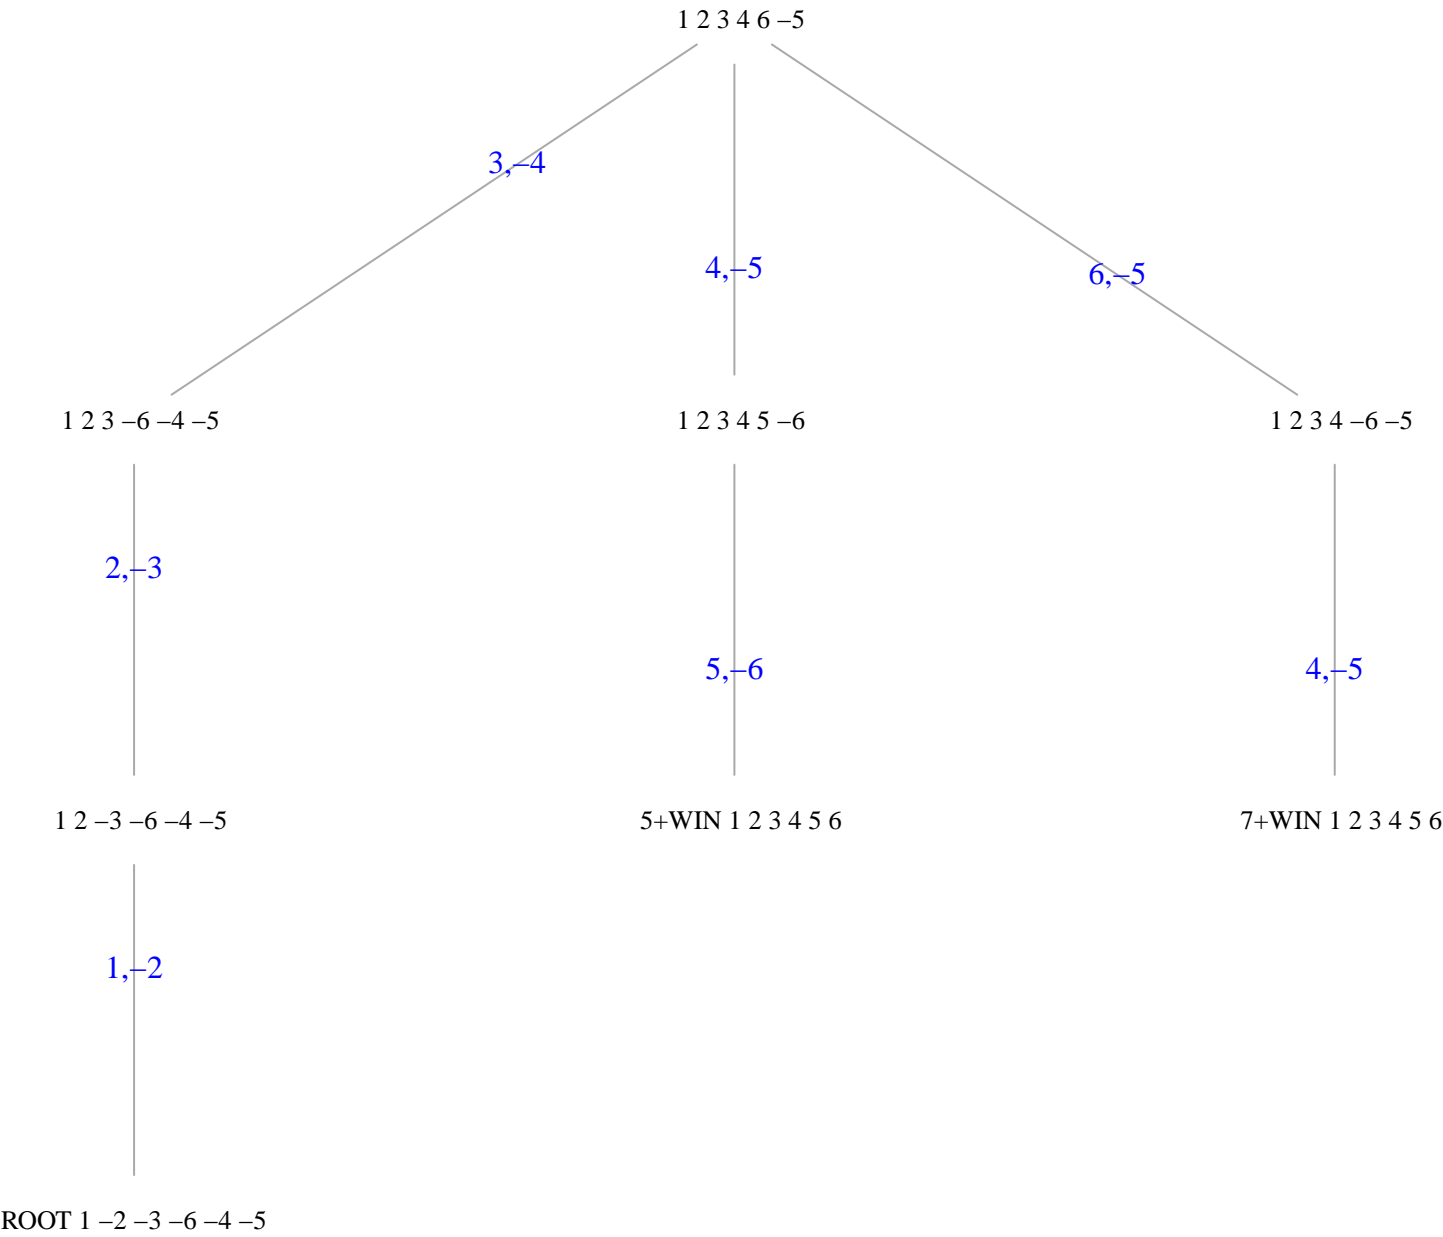 1 2 3 4 6 –5
3,–4
4,–5
6,–5
1 2 3 –6 –4 –5
1 2 3 4 5 –6
1 2 3 4 –6 –5
2,–3
5,–6
4,–5
1 2 –3 –6 –4 –5
5+WIN 1 2 3 4 5 6
7+WIN 1 2 3 4 5 6
1,–2
ROOT 1 –2 –3 –6 –4 –5